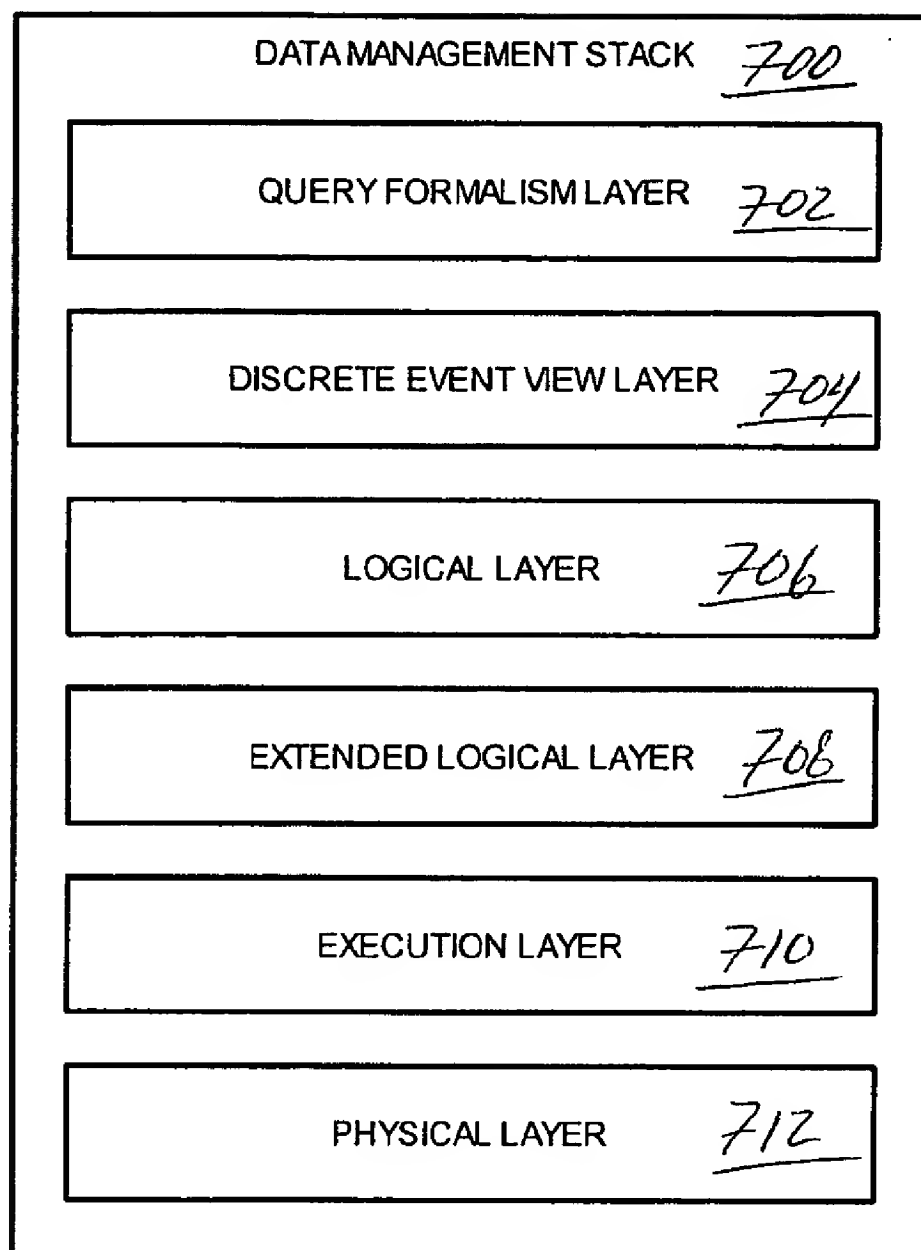 DATA MANAGEMENT STACK 700
QUERY FORMALISM LAYER 702
DISCRETE EVENT VIEW LAYER 704
LOGICAL LAYER 706
EXTENDED LOGICAL LAYER 708
EXECUTION LAYER 710
PHYSICAL LAYER 712